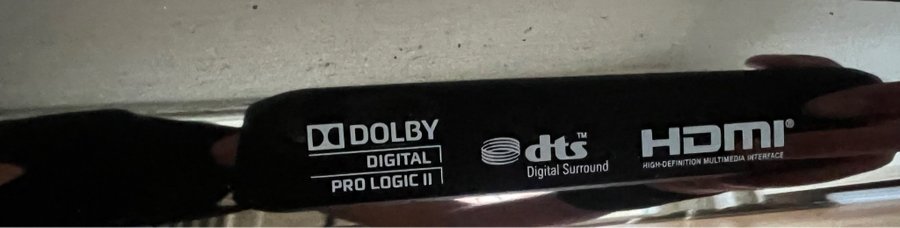 DOLBY
DIGITAL
PRO LOGIC II
dts™
Digital Surround
HDMI®
HIGH-DEFINITION MULTIMEDIA INTERFACE